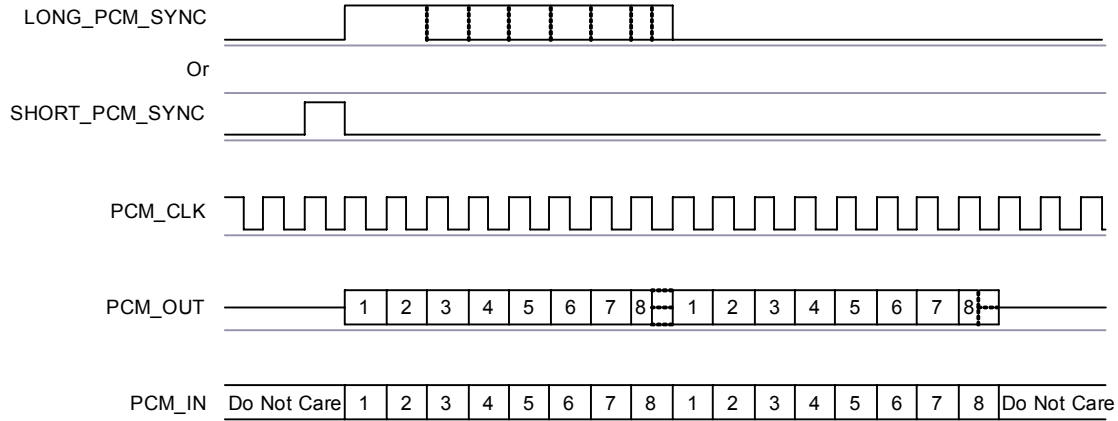 LONG_PCM_SYNC
Or
SHORT_PCM_SYNC
PCM_CLK
PCM_OUT 1 2 3 4 5 6 7 8 1 2 3 4 5 6 7 8
PCM_IN Do Not Care 1 2 3 4 5 6 7 8 1 2 3 4 5 6 7 8 Do Not Care